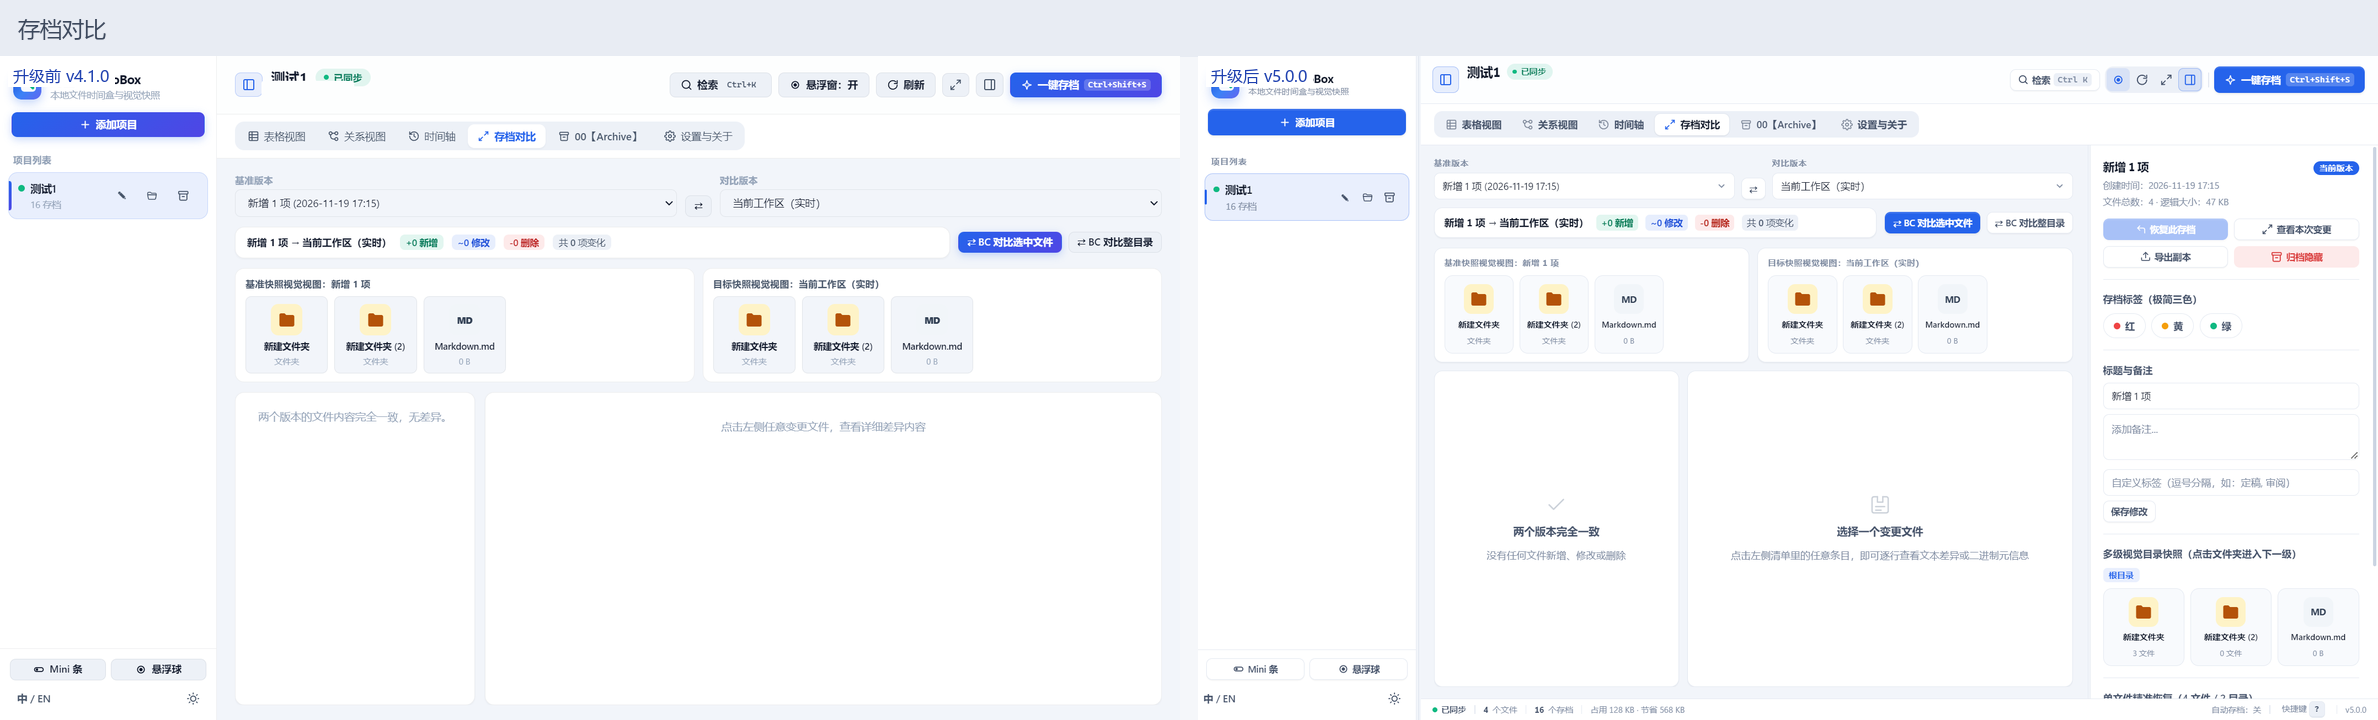 存档对比
升级前 v4.1.0
oBox
本地文件时间盒与视觉快照
添加项目
项目列表
测试1
16 存档
Mini 条
悬浮球
中 / EN
测试1
已同步
检索 Ctrl+K
悬浮窗：开
刷新
一键存档 Ctrl+Shift+S
表格视图
关系视图
时间轴
存档对比
00【Archive】
设置与关于
基准版本
新增 1 项 (2026-11-19 17:15)
对比版本
当前工作区（实时）
新增 1 项 → 当前工作区（实时） +0 新增 ~0 修改 -0 删除 共 0 项变化
BC 对比选中文件
BC 对比整目录
基准快照视觉视图：新增 1 项
新建文件夹
文件夹
新建文件夹 (2)
文件夹
MD
Markdown.md
0 B
目标快照视觉视图：当前工作区（实时）
新建文件夹
文件夹
新建文件夹 (2)
文件夹
MD
Markdown.md
0 B
两个版本的文件内容完全一致，无差异。
点击左侧任意变更文件，查看详细差异内容
升级后 v5.0.0
Box
本地文件时间盒与视觉快照
添加项目
项目列表
测试1
16 存档
Mini 条
悬浮球
中 / EN
测试1
已同步
检索 Ctrl K
一键存档 Ctrl+Shift+S
表格视图
关系视图
时间轴
存档对比
00【Archive】
设置与关于
基准版本
新增 1 项 (2026-11-19 17:15)
对比版本
当前工作区（实时）
新增 1 项 → 当前工作区（实时） +0 新增 ~0 修改 -0 删除 共 0 项变化
BC 对比选中文件
BC 对比整目录
基准快照视觉视图：新增 1 项
新建文件夹
文件夹
新建文件夹 (2)
文件夹
MD
Markdown.md
0 B
目标快照视觉视图：当前工作区（实时）
新建文件夹
文件夹
新建文件夹 (2)
文件夹
MD
Markdown.md
0 B
两个版本完全一致
没有任何文件新增、修改或删除
选择一个变更文件
点击左侧清单里的任意条目，即可逐行查看文本差异或二进制元信息
新增 1 项
当前版本
创建时间：2026-11-19 17:15
文件总数：4 · 逻辑大小：47 KB
恢复此存档
查看本次变更
导出副本
归档隐藏
存档标签（极简三色）
红
黄
绿
标题与备注
新增 1 项
添加备注...
自定义标签（逗号分隔，如：定稿, 审阅）
保存修改
多级视觉目录快照（点击文件夹进入下一级）
根目录
新建文件夹
3 文件
新建文件夹 (2)
0 文件
MD
Markdown.md
0 B
单文件精准恢复（4 文件 / 2 目录）
已同步
4 个文件
16 个存档
占用 128 KB · 节省 568 KB
自动存档：关
快捷键 ?
v5.0.0